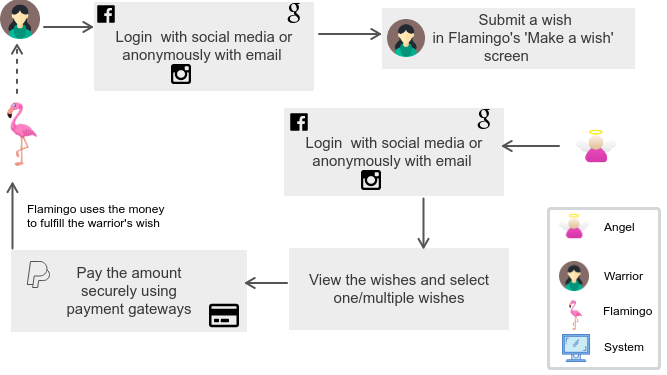 Login with social media or
anonymously with email
Submit a wish
in Flamingo's 'Make a wish'
screen
Login with social media or
anonymously with email
Flamingo uses the money
to fulfill the warrior's wish
Pay the amount
securely using
payment gateways
View the wishes and select
one/multiple wishes
Angel
Warrior
Flamingo
System